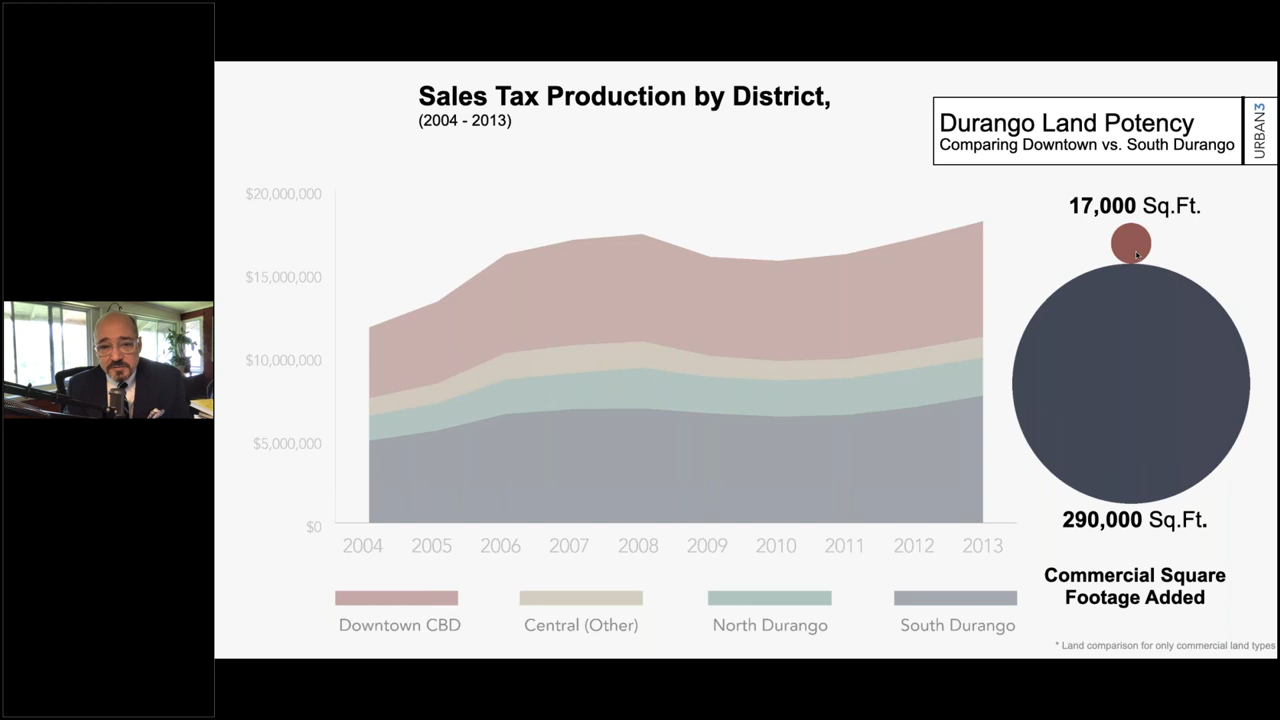 Sales Tax Production by District,
(2004 - 2013)
Durango Land Potency
Comparing Downtown vs. South Durango
URBAN3
$20,000,000
$15,000,000
$10,000,000
$5,000,000
$0
2004 2005 2006 2007 2008 2009 2010 2011 2012 2013
Downtown CBD Central (Other) North Durango South Durango
17,000 Sq.Ft.
290,000 Sq.Ft.
Commercial Square
Footage Added
* Land comparison for only commercial land types